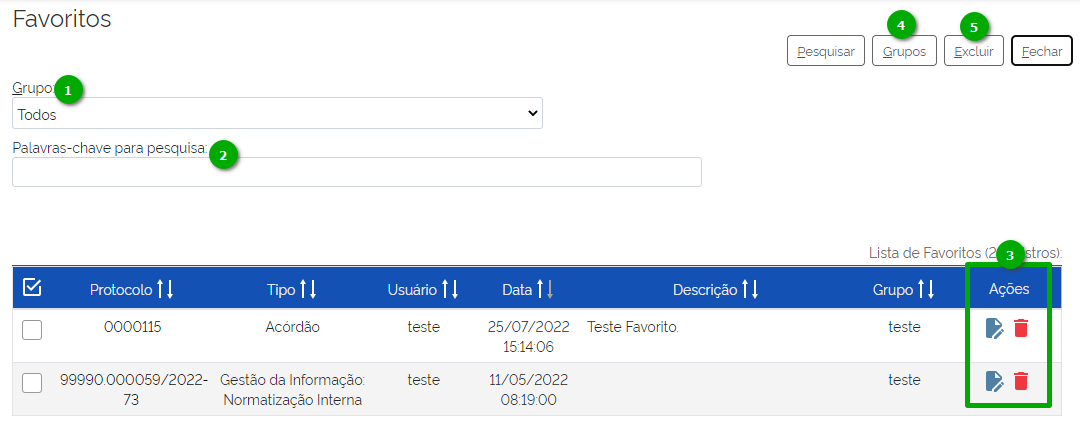 Favoritos
4
5
Pesquisar
Grupos
Excluir
Fechar
Grupo:
1
Todos
Palavras-chave para pesquisa:
2
Lista de Favoritos (2
stros):
3
Protocolo
Tipo
Usuário
Data
Descrição
Grupo
Ações
0000115
Acórdão
teste
25/07/2022
15:14:06
Teste Favorito.
teste
99990.000059/2022-
73
Gestão da Informação:
Normatização Interna
teste
11/05/2022
08:19:00
teste